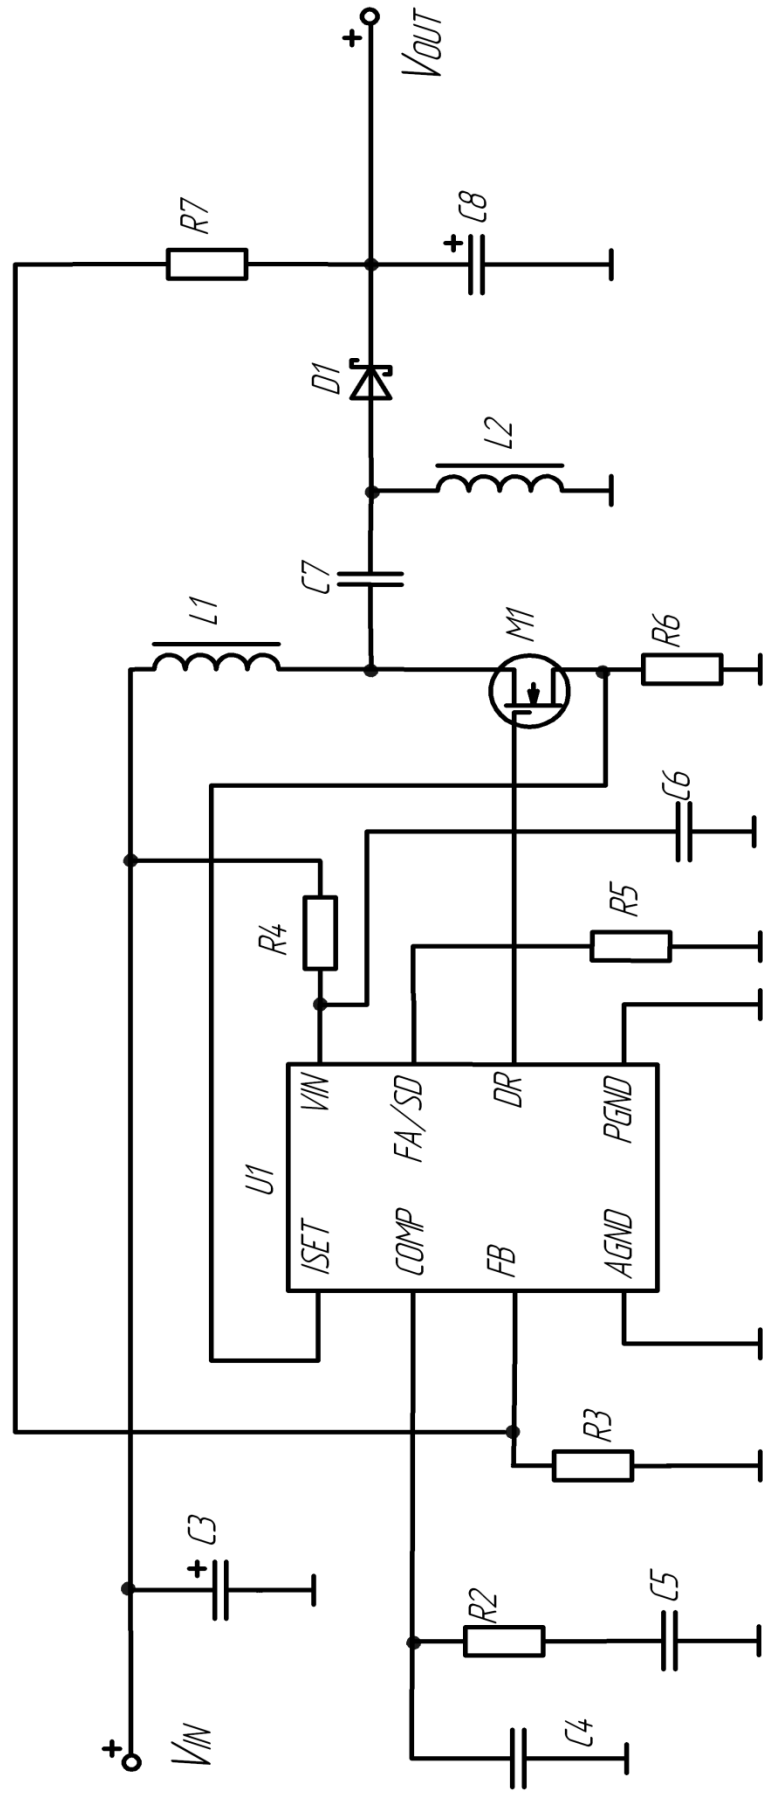 R7
L1
L2
D1
C7
C8
VOUT
+
+
M1
R6
R4
C6
R5
U1
ISET
VIN
COMP
FA/SD
FB
DR
AGND
PGND
R3
C3
+
VIN
+
R2
C5
C4